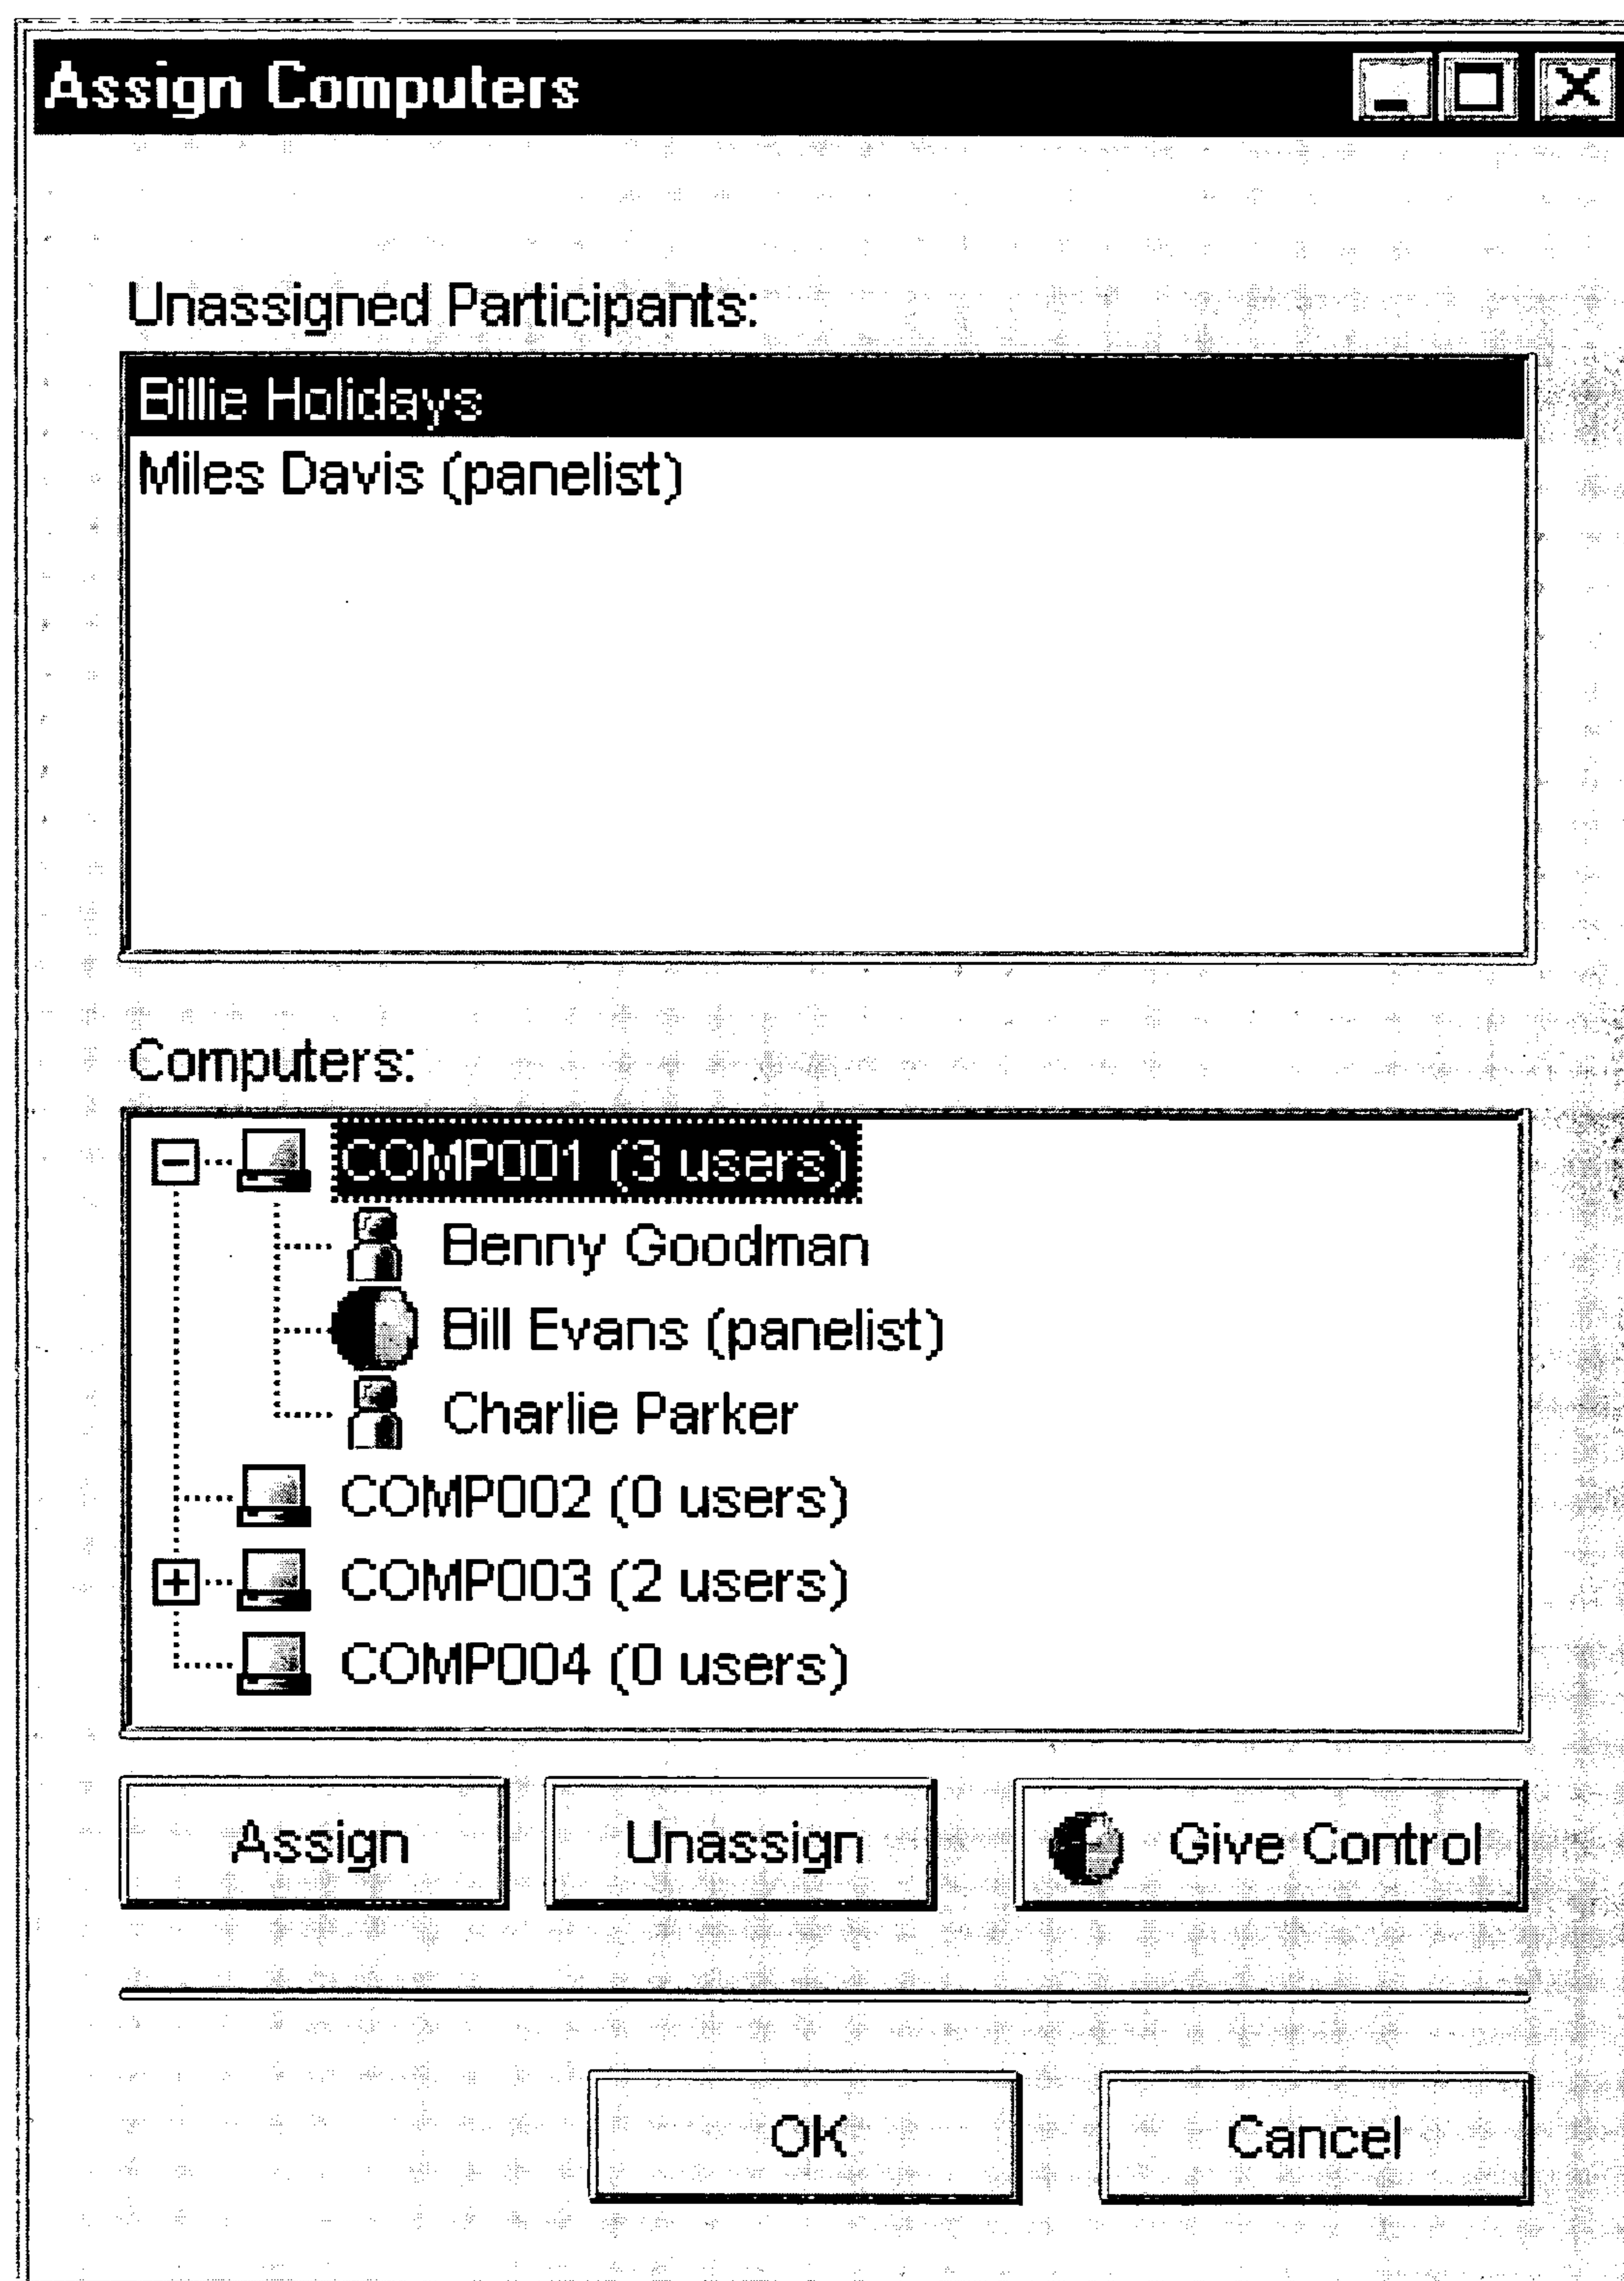 Assign Computers
Unassigned Participants:
Billie Holidays
Miles Davis (panelist)
Computers:
COMP001 (3 users)
Benny Goodman
Bill Evans (panelist)
Charlie Parker
COMP002 (0 users)
COMP003 (2 users)
COMP004 (0 users)
Assign Unassign Give Control
OK Cancel